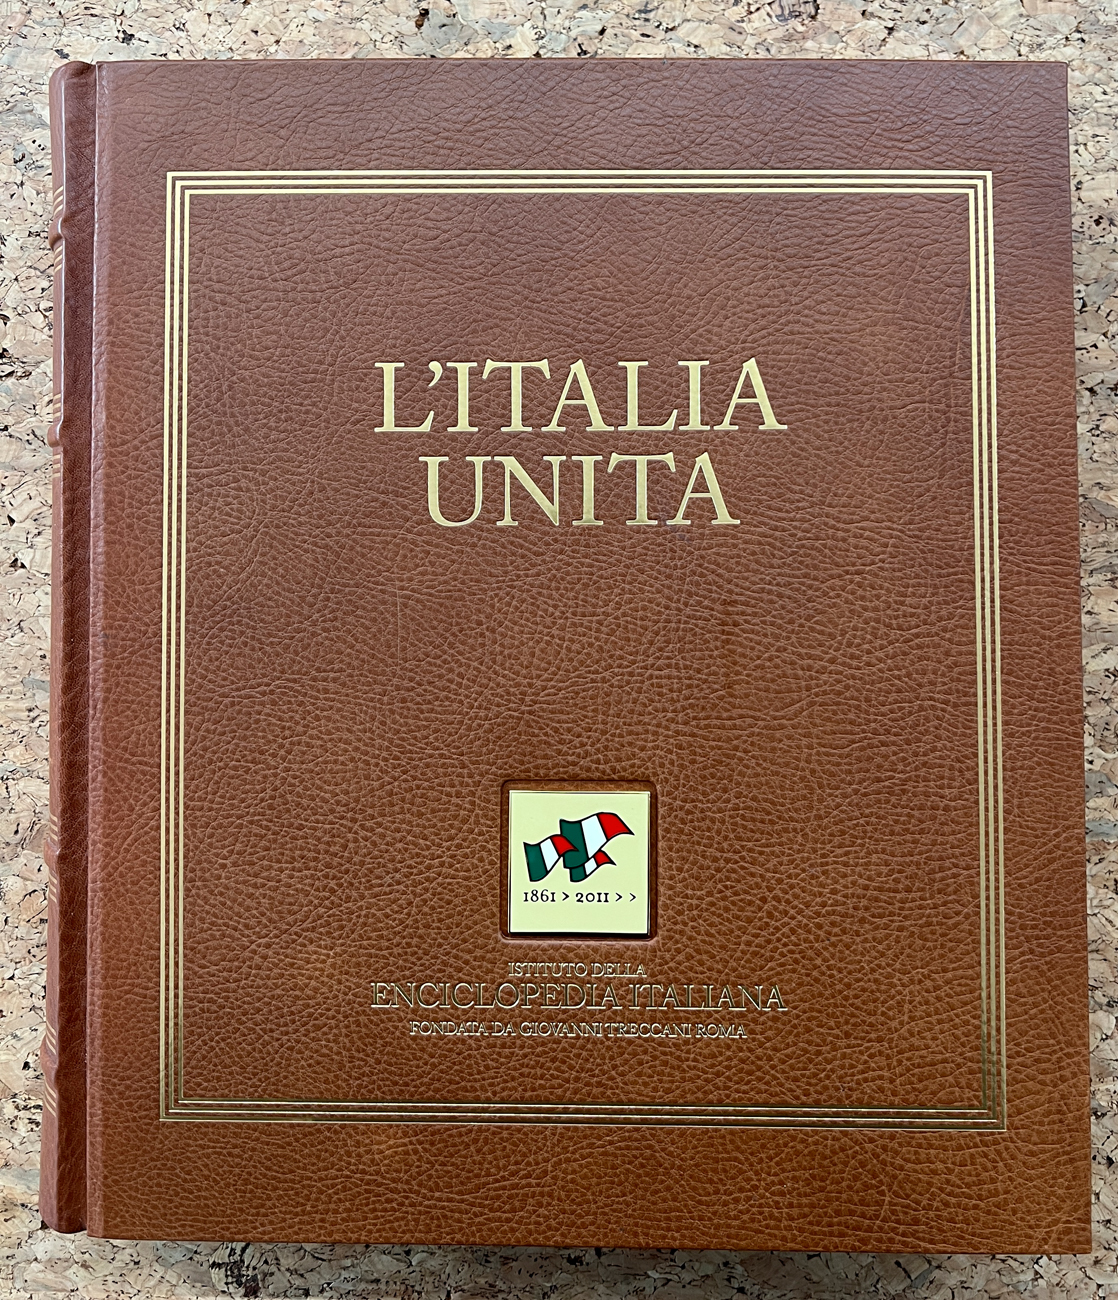 L'ITALIA
UNITA
1861 > 2011 > >
ISTITUTO DELLA
ENCICLOPEDIA ITALIANA
FONDATA DA GIOVANNI TRECCANI ROMA